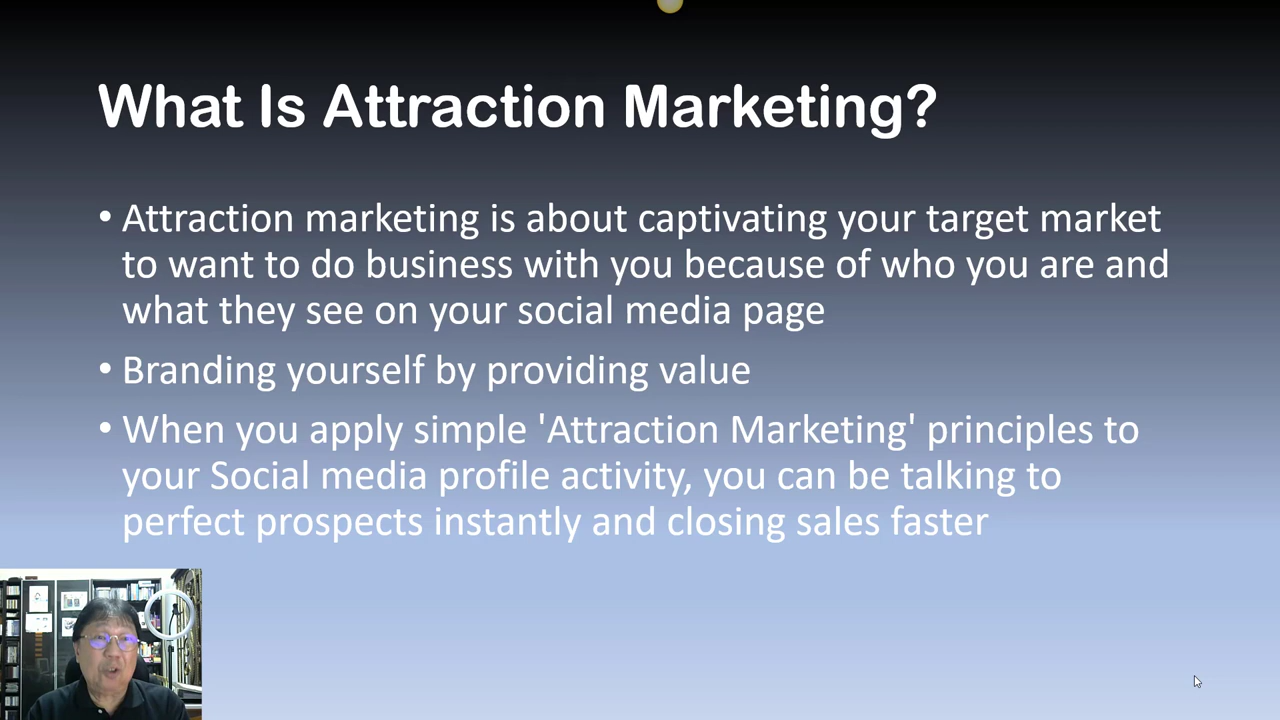 What Is Attraction Marketing?
• Attraction marketing is about captivating your target market
to want to do business with you because of who you are and
what they see on your social media page
• Branding yourself by providing value
• When you apply simple 'Attraction Marketing' principles to
your Social media profile activity, you can be talking to
perfect prospects instantly and closing sales faster